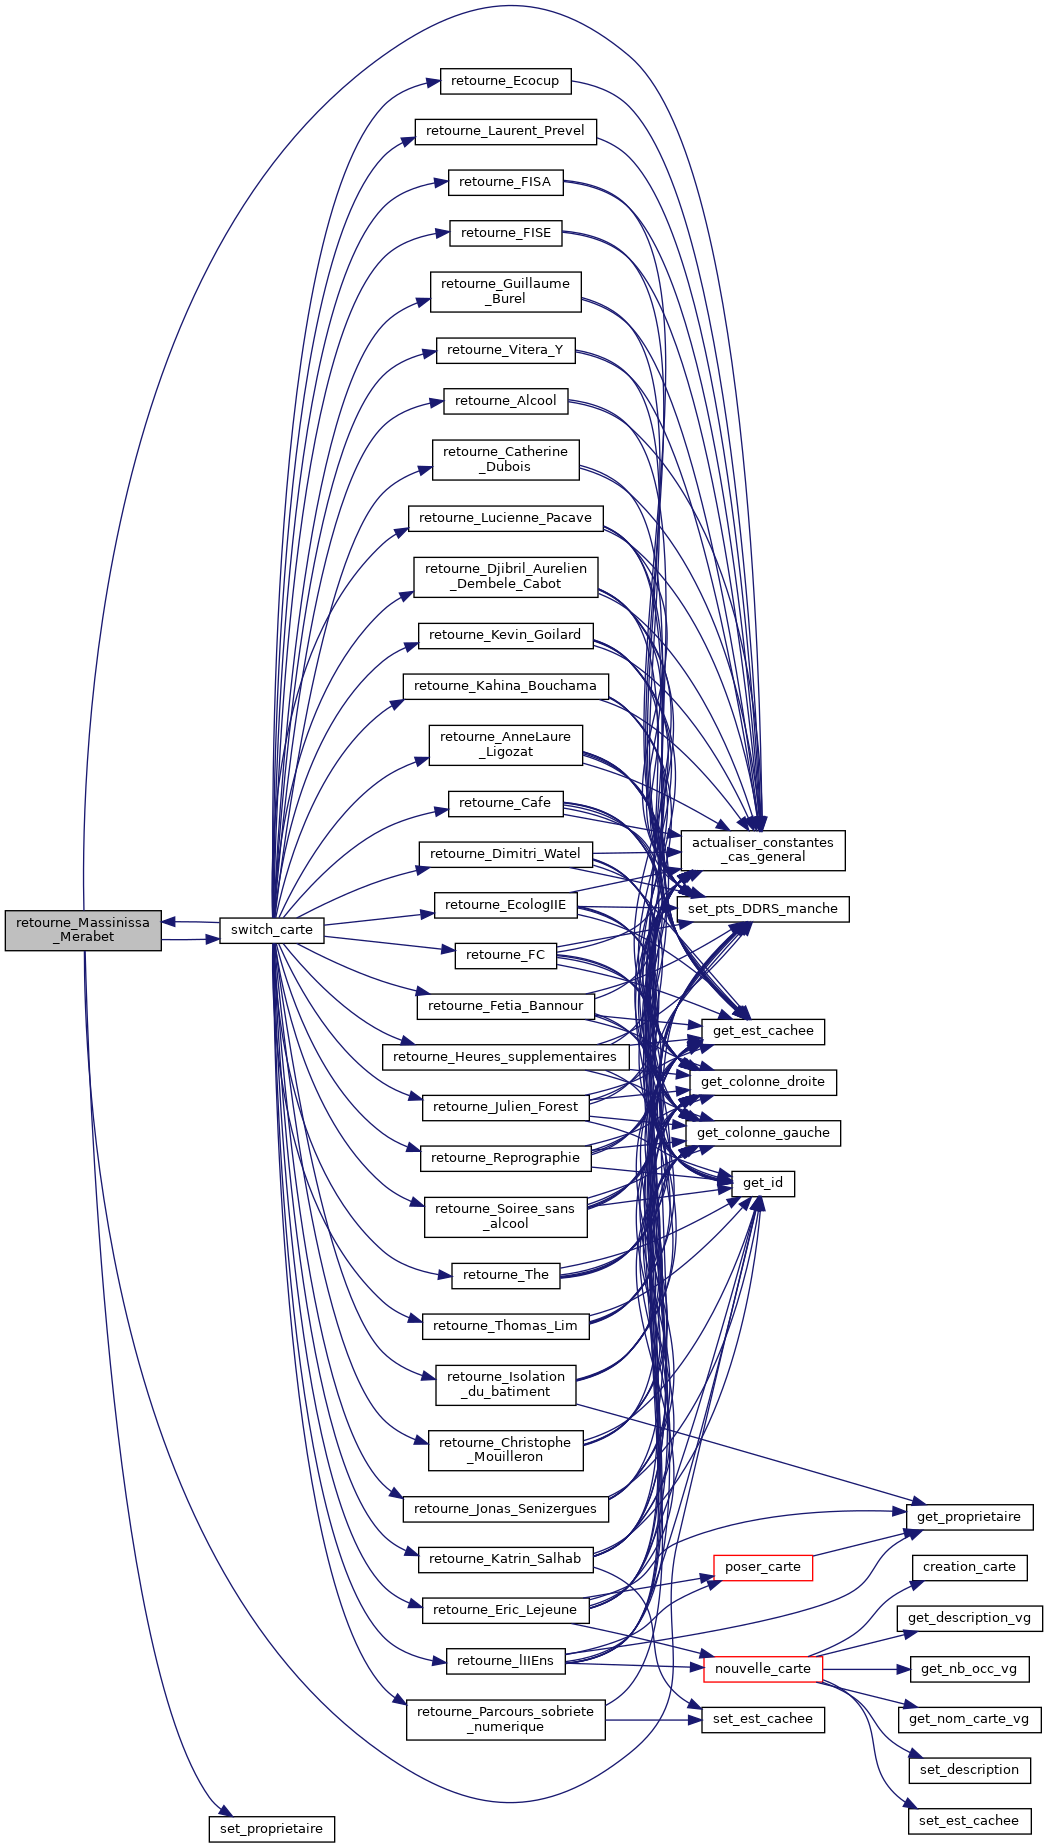 retourne_Massinissa
_Merabet
switch_carte
set_proprietaire
retourne_Ecocup
retourne_Laurent_Prevel
retourne_FISA
retourne_FISE
retourne_Guillaume
_Burel
retourne_Vitera_Y
retourne_Alcool
retourne_Catherine
_Dubois
retourne_Lucienne_Pacave
retourne_Djibril_Aurelien
_Dembele_Cabot
retourne_Kevin_Goilard
retourne_Kahina_Bouchama
retourne_AnneLaure
_Ligozat
retourne_Cafe
retourne_Dimitri_Watel
retourne_EcologIIE
retourne_FC
retourne_Fetia_Bannour
retourne_Heures_supplementaires
retourne_Julien_Forest
retourne_Reprographie
retourne_Soiree_sans
_alcool
retourne_The
retourne_Thomas_Lim
retourne_Isolation
_du_batiment
retourne_Christophe
_Mouilleron
retourne_Jonas_Senizergues
retourne_Katrin_Salhab
retourne_Eric_Lejeune
retourne_lIIEns
retourne_Parcours_sobriete
_numerique
actualiser_constantes
_cas_general
set_pts_DDRS_manche
get_est_cachee
get_colonne_droite
get_colonne_gauche
get_id
poser_carte
nouvelle_carte
set_est_cachee
get_proprietaire
creation_carte
get_description_vg
get_nb_occ_vg
get_nom_carte_vg
set_description
set_est_cachee